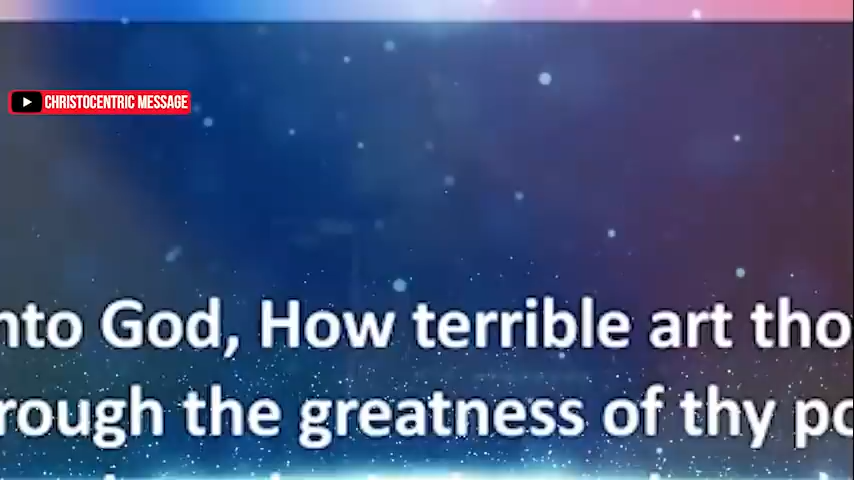 CHRISTOCENTRIC MESSAGE
nto God, How terrible art tho
rough the greatness of thy po